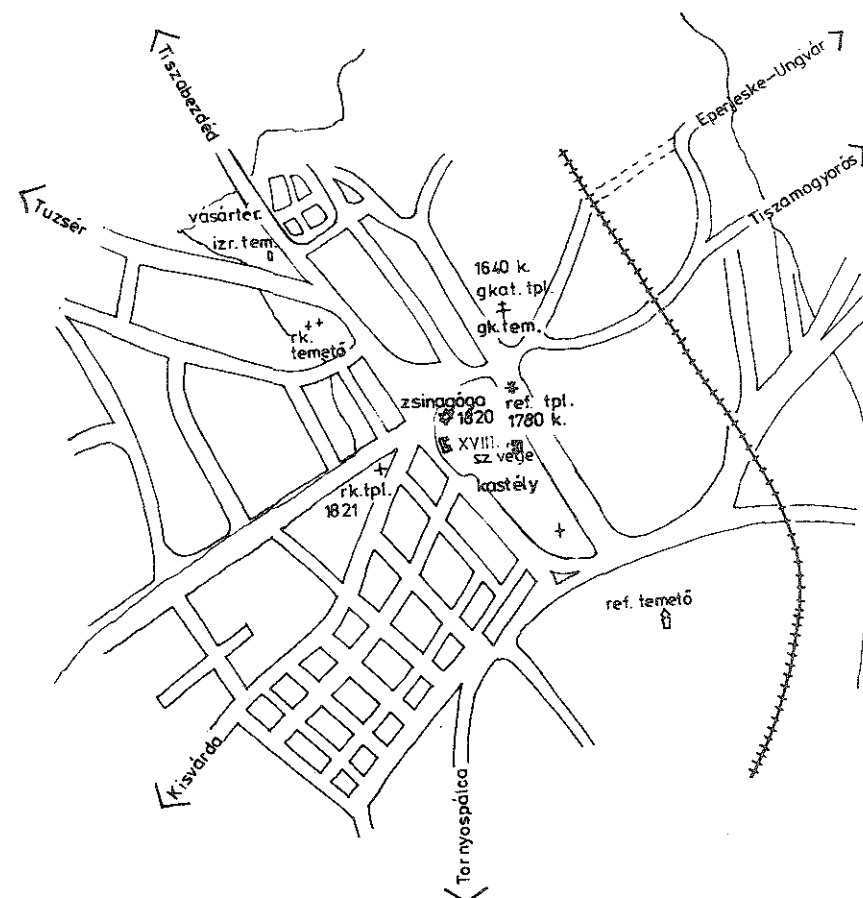 Tiszabezdéd
Eperjeske-Ungvár
Tiszamogyorós
Tuzsér
vásártér.
izr. tem.
1640 k.
gkat. tpl.
gk. tem.
rk.
temető
zsinagóga
1820
ref. tpl.
1780 k.
XVIII.
sz vége
kastély
rk. tpl.
1821
ref. temető
Kisvárda
Tornyospálca